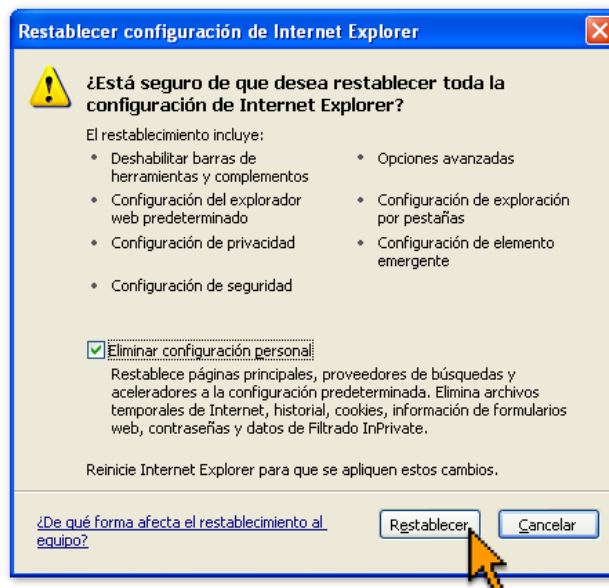 Restablecer configuración de Internet Explorer
¿Está seguro de que desea restablecer toda la
configuración de Internet Explorer?
El restablecimiento incluye:
• Deshabilitar barras de
herramientas y complementos
• Opciones avanzadas
• Configuración del explorador
web predeterminado
• Configuración de exploración
por pestañas
• Configuración de privacidad
• Configuración de elemento
emergente
• Configuración de seguridad
Eliminar configuración personal
Restablece páginas principales, proveedores de búsquedas y
aceleradores a la configuración predeterminada. Elimina archivos
temporales de Internet, historial, cookies, información de formularios
web, contraseñas y datos de Filtrado InPrivate.
Reinicie Internet Explorer para que se apliquen estos cambios.
¿De qué forma afecta el restablecimiento al
equipo?
Restablecer
Cancelar